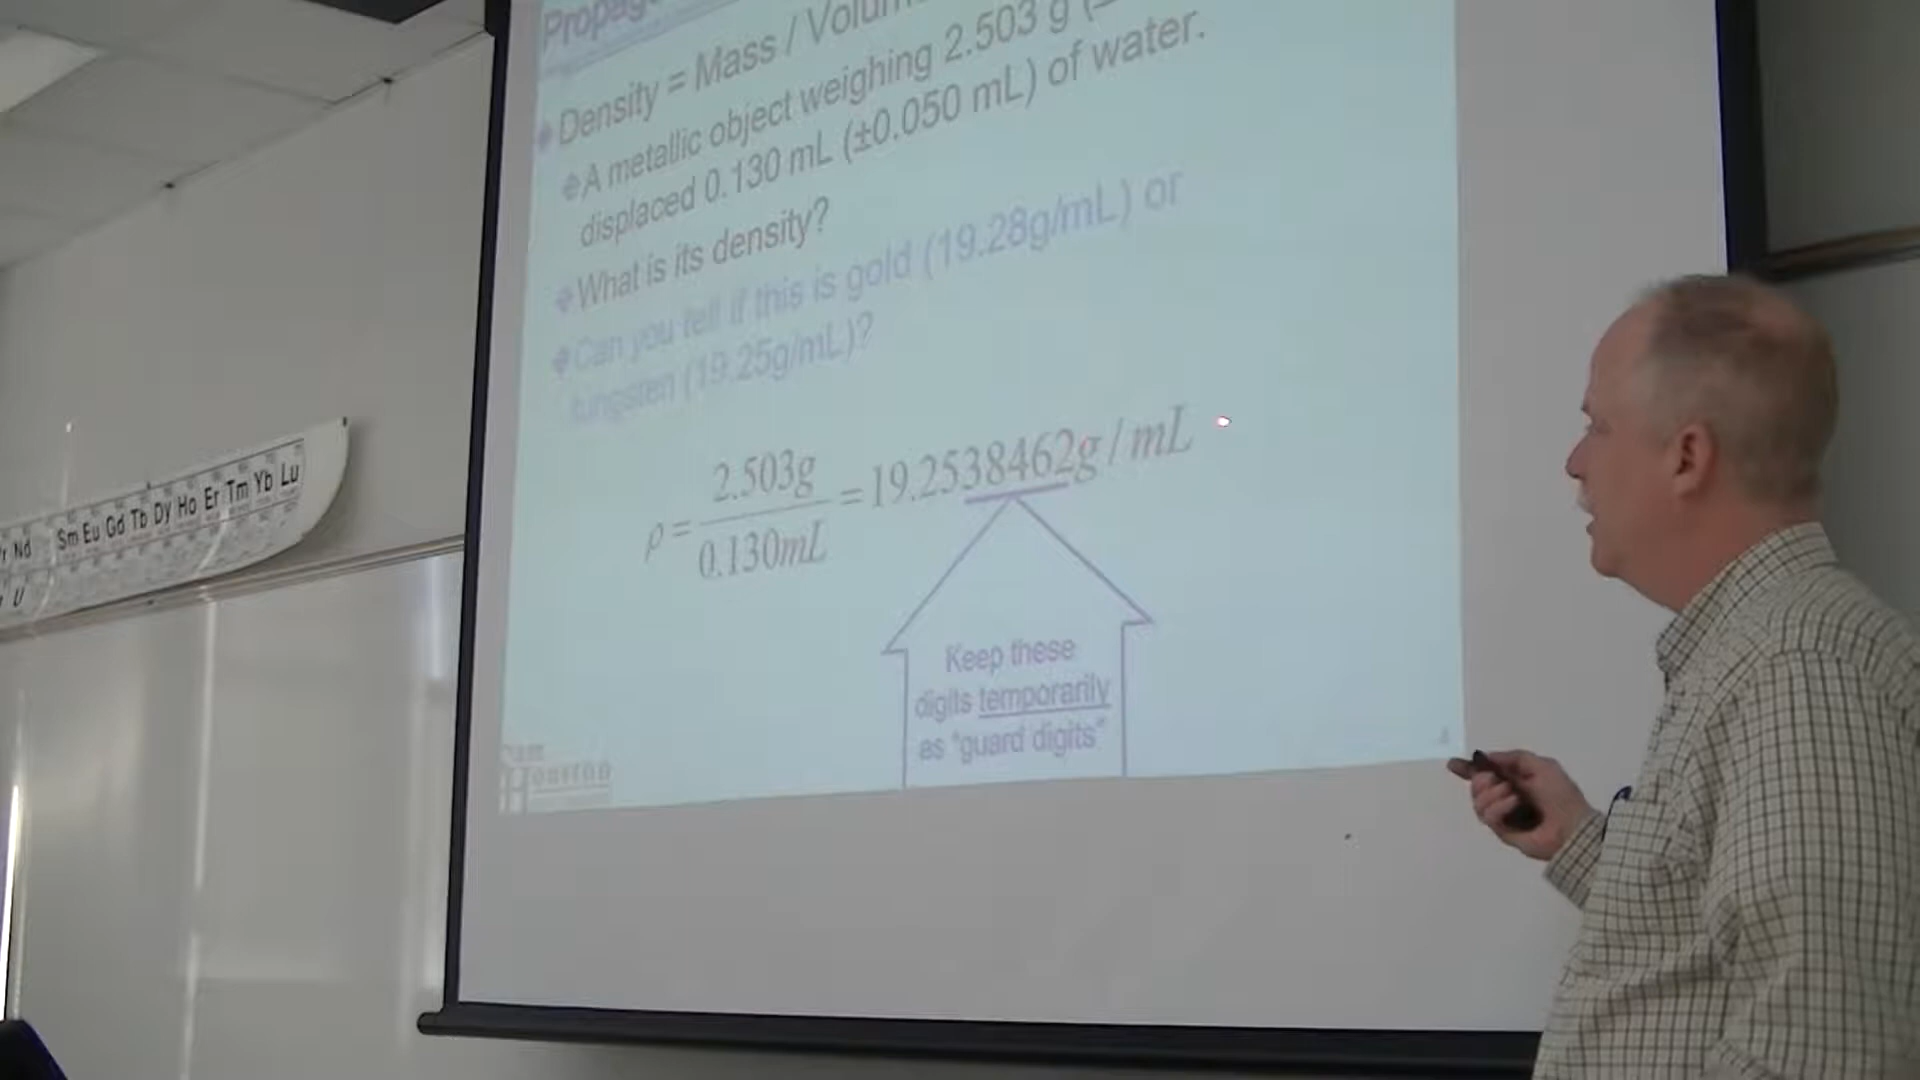 Density = Mass / Volum
A metallic object weighing 2.503 g (±
displaced 0.130 mL (±0.050 mL) of water.
What is its density?
Can you tell if this is gold (19.28g/mL) or
tungsten (19.25g/mL)?
ρ = 2.503g / 0.130mL = 19.2538462g / mL
Keep these
digits temporarily
as "guard digits"
Nd Sm Eu Gd Tb Dy Ho Er Tm Yb Lu
U